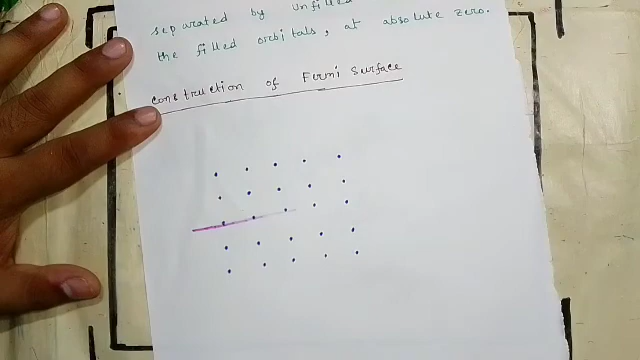 separated by unfilled
the filled orbitals, at absolute zero.
Construction of Fermi Surface